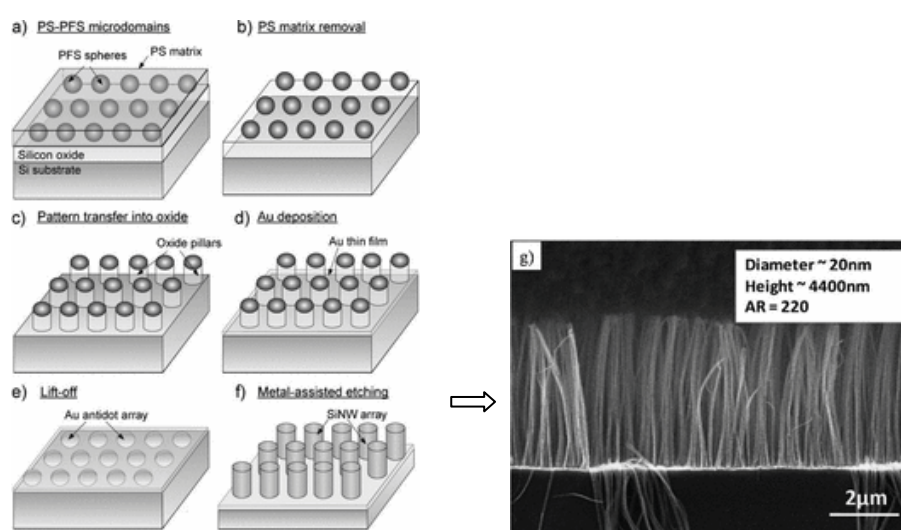 a) PS-PFS microdomains
PFS spheres
PS matrix
Silicon oxide
Si substrate
b) PS matrix removal
c) Pattern transfer into oxide
Oxide pillars
d) Au deposition
Au thin film
e) Lift-off
Au antidot array
f) Metal-assisted etching
SiNW array
g)
Diameter ~ 20nm
Height ~ 4400nm
AR = 220
2μm